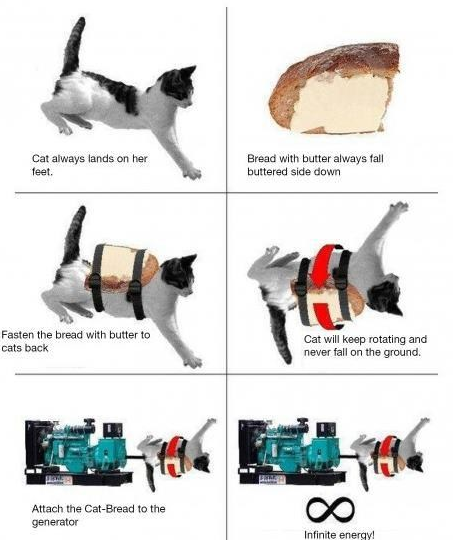 Cat always lands on her
feet.
Bread with butter always fall
buttered side down
Fasten the bread with butter to
cats back
Cat will keep rotating and
never fall on the ground.
Attach the Cat-Bread to the
generator
Infinite energy!